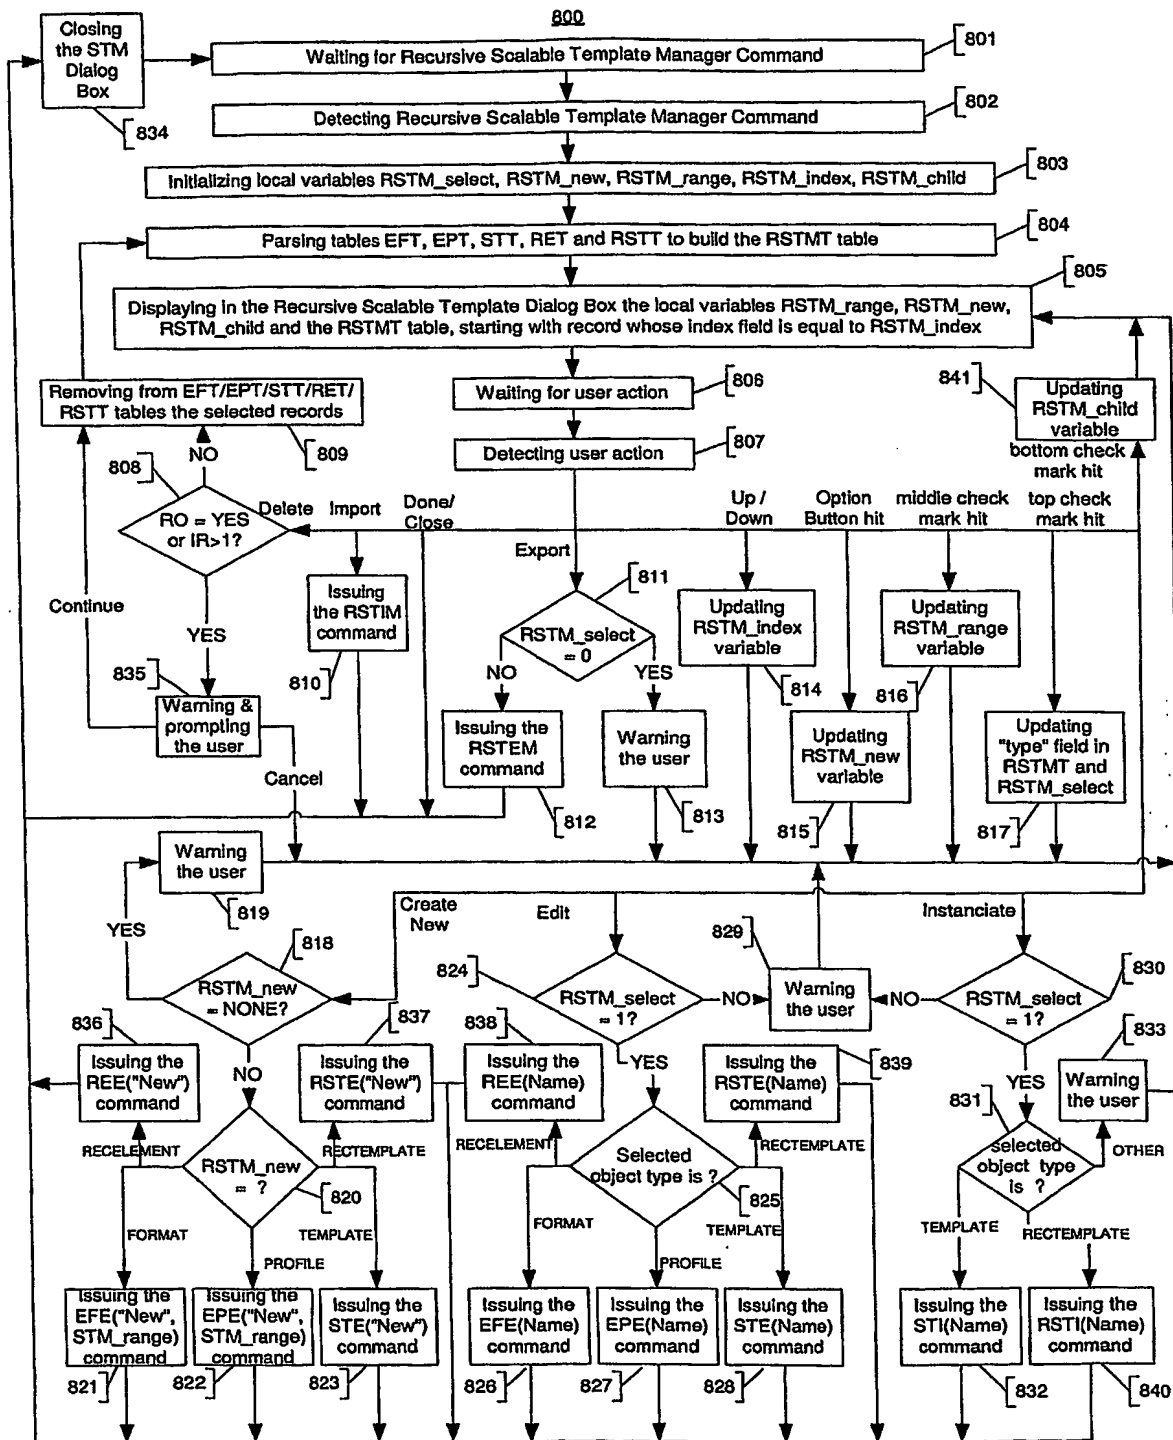 800
Closing
the STM
Dialog
Box
834
Waiting for Recursive Scalable Template Manager Command
801
Detecting Recursive Scalable Template Manager Command
802
Initializing local variables RSTM_select, RSTM_new, RSTM_range, RSTM_index, RSTM_child
803
Parsing tables EFT, EPT, STT, RET and RSTT to build the RSTMT table
804
805
Displaying in the Recursive Scalable Template Dialog Box the local variables RSTM_range, RSTM_new,
RSTM_child and the RSTMT table, starting with record whose index field is equal to RSTM_index
Removing from EFT/EPT/STT/RET/
RSTT tables the selected records
809
Waiting for user action
806
Detecting user action
807
841
Updating
RSTM_child
variable
bottom check
mark hit
NO
808
RO = YES
or IR>1?
Delete
Import
Done/
Close
Export
Up /
Down
Option
Button hit
middle check
mark hit
top check
mark hit
Continue
YES
835
Warning &
prompting
the user
Cancel
Issuing
the RSTIM
command
810
811
RSTM_select
= 0
NO
YES
Issuing the
RSTEM
command
812
Warning
the user
813
Updating
RSTM_index
variable
814
Updating
RSTM_new
variable
815
Updating
RSTM_range
variable
816
Updating
"type" field in
RSTMT and
RSTM_select
817
Warning
the user
819
YES
Create
New
Edit
Instanciate
818
RSTM_new
= NONE?
824
RSTM_select
= 1?
NO
829
Warning
the user
NO
RSTM_select
= 1?
830
836
Issuing the
REE("New")
command
NO
837
Issuing the
RSTE("New")
command
838
Issuing the
REE(Name)
command
YES
Issuing the
RSTE(Name)
command
839
YES
833
Warning
the user
831
RECELEMENT
RSTM_new
= ?
RECTEMPLATE
820
RECELEMENT
Selected
object type is ?
RECTEMPLATE
825
selected
object type
is ?
OTHER
FORMAT
PROFILE
TEMPLATE
FORMAT
PROFILE
TEMPLATE
TEMPLATE
RECTEMPLATE
Issuing the
EFE("New",
STM_range)
command
821
Issuing the
EPE("New",
STM_range)
command
822
Issuing the
STE("New")
command
823
Issuing the
EFE(Name)
command
826
Issuing the
EPE(Name)
command
827
Issuing the
STE(Name)
command
828
Issuing the
STI(Name)
command
832
Issuing the
RSTI(Name)
command
840